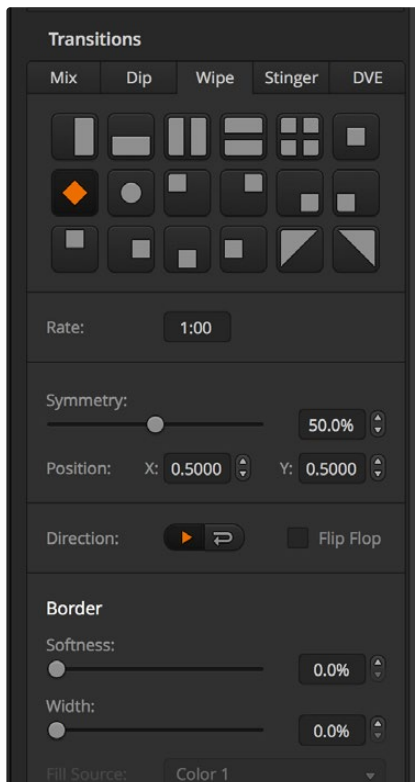 Transitions
Mix Dip Wipe Stinger DVE
Rate: 1:00
Symmetry:
50.0%
Position: X: 0.5000 Y: 0.5000
Direction: Flip Flop
Border
Softness:
0.0%
Width:
0.0%
Fill Source: Color 1